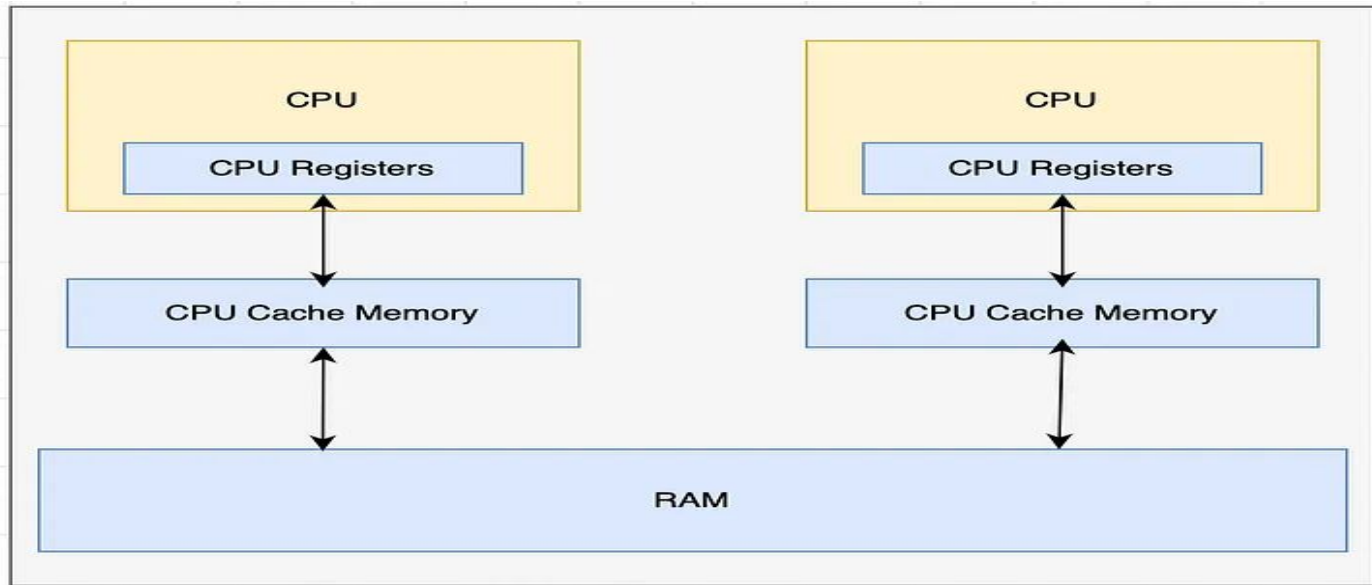 CPU
CPU
CPU Registers
CPU Registers
CPU Cache Memory
CPU Cache Memory
RAM